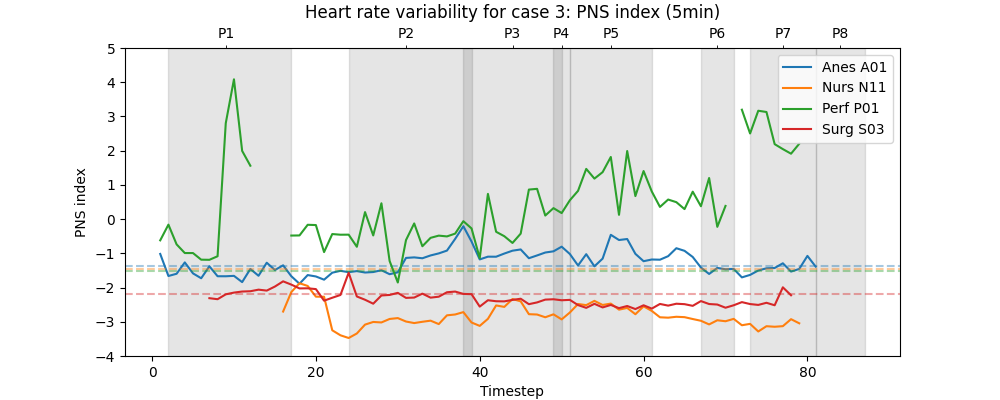 Heart rate variability for case 3: PNS index (5min)
P1 P2 P3 P4 P5 P6 P7 P8
5
4
3
2
1
0
−1
−2
−3
−4
PNS index
Anes A01
Nurs N11
Perf P01
Surg S03
0 20 40 60 80
Timestep